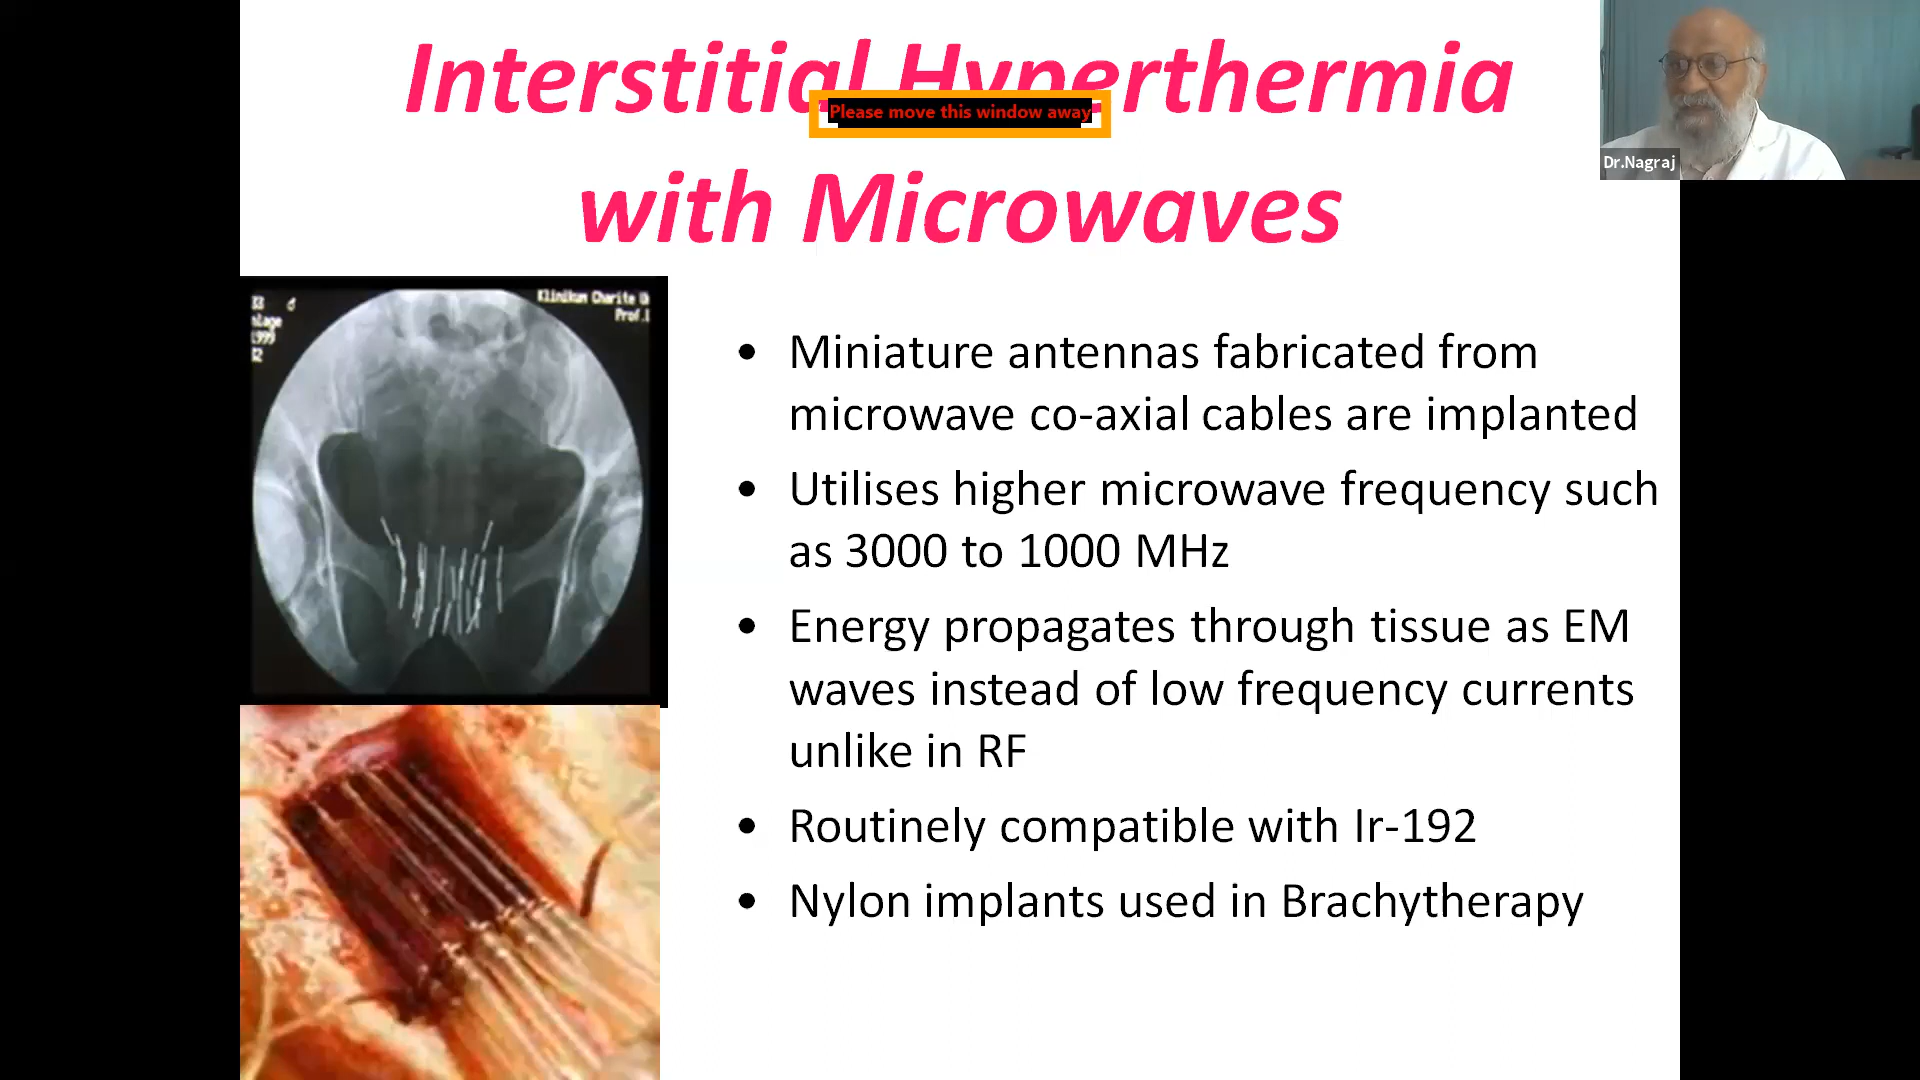 Interstitial Hyperthermia
Please move this window away
with Microwaves
Dr.Nagraj
Klinikum Charite
Prof.
1999
• Miniature antennas fabricated from
microwave co-axial cables are implanted
• Utilises higher microwave frequency such
as 3000 to 1000 MHz
• Energy propagates through tissue as EM
waves instead of low frequency currents
unlike in RF
• Routinely compatible with Ir-192
• Nylon implants used in Brachytherapy